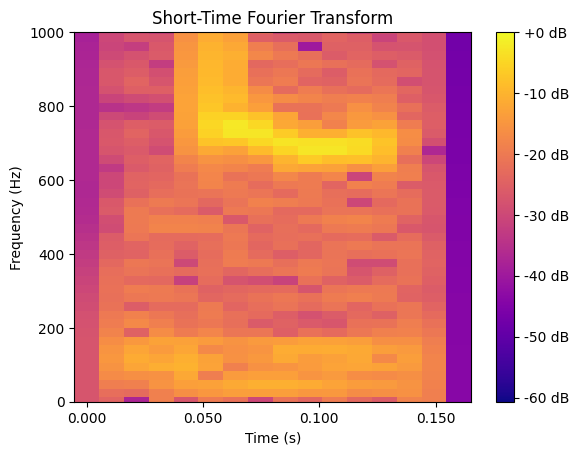 Short-Time Fourier Transform
1000
800
600
400
200
0
Frequency (Hz)
0.000
0.050
0.100
0.150
Time (s)
+0 dB
-10 dB
-20 dB
-30 dB
-40 dB
-50 dB
-60 dB